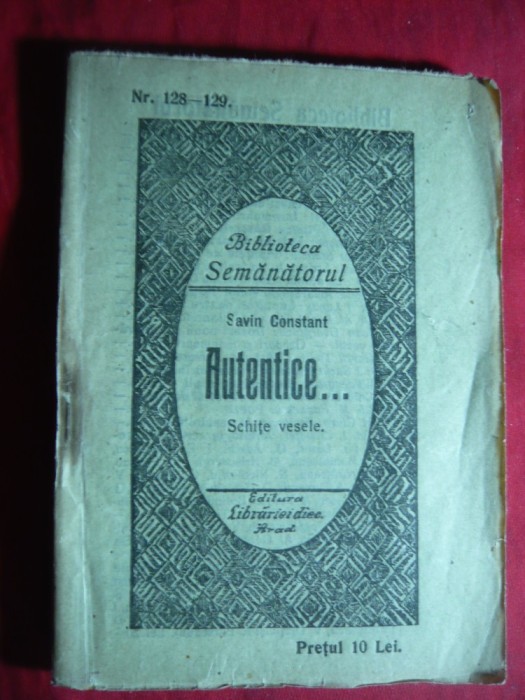 Nr. 128—129.
Biblioteca
Semănătorul
Savin Constant
Autentice...
Schițe vesele.
Editura
Librăriei diec.
Arad
Prețul 10 Lei.